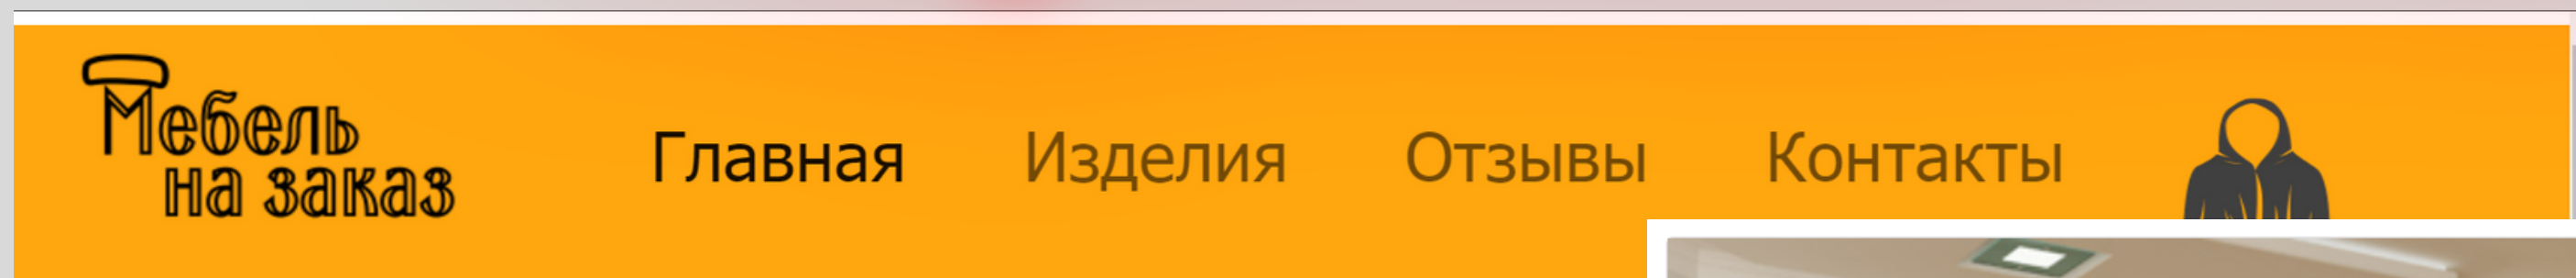 Мебель
на заказ
Главная Изделия Отзывы Контакты